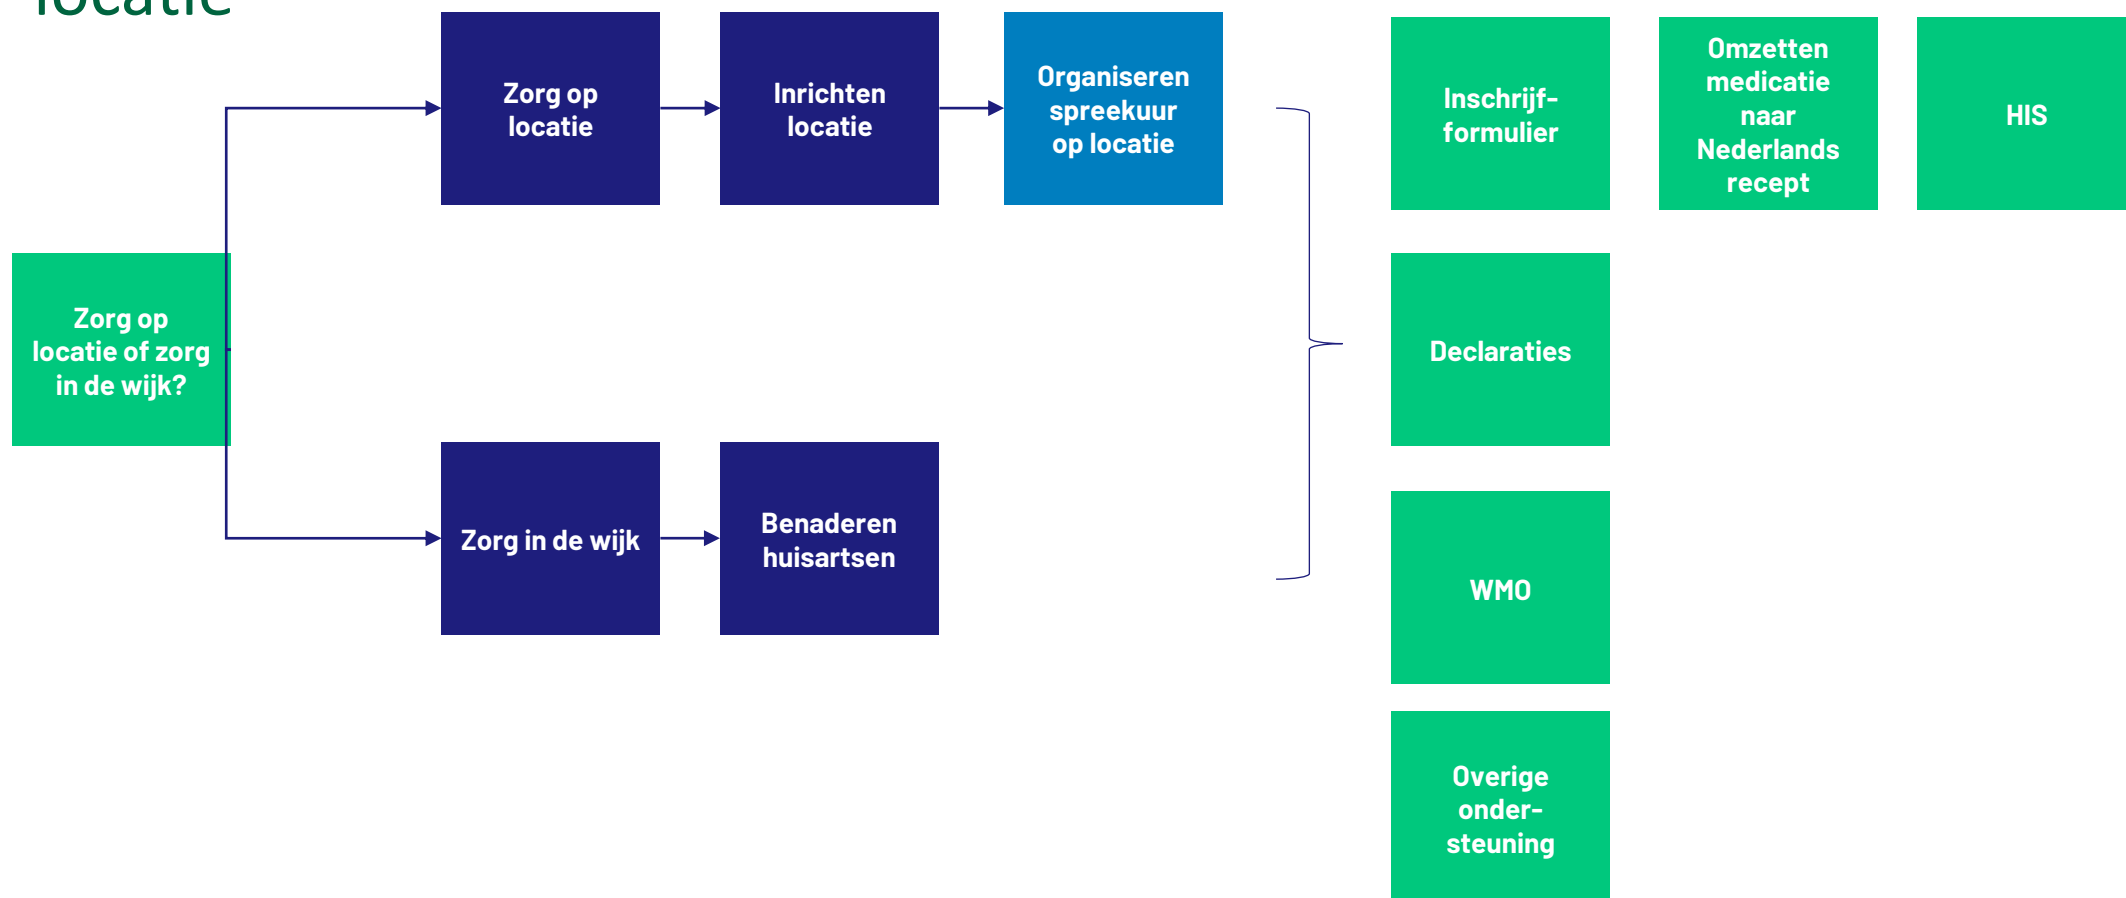 locatie
Zorg op
locatie of zorg
in de wijk?
Zorg op
locatie
Inrichten
locatie
Organiseren
spreekuur
op locatie
Zorg in de wijk
Benaderen
huisartsen
Inschrijf-
formulier
Omzetten
medicatie
naar
Nederlands
recept
HIS
Declaraties
WMO
Overige
onder-
steuning